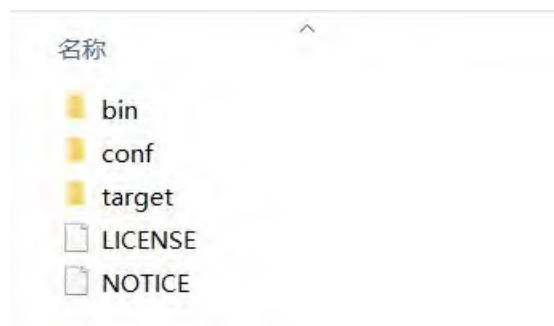 名称
bin
conf
target
LICENSE
NOTICE